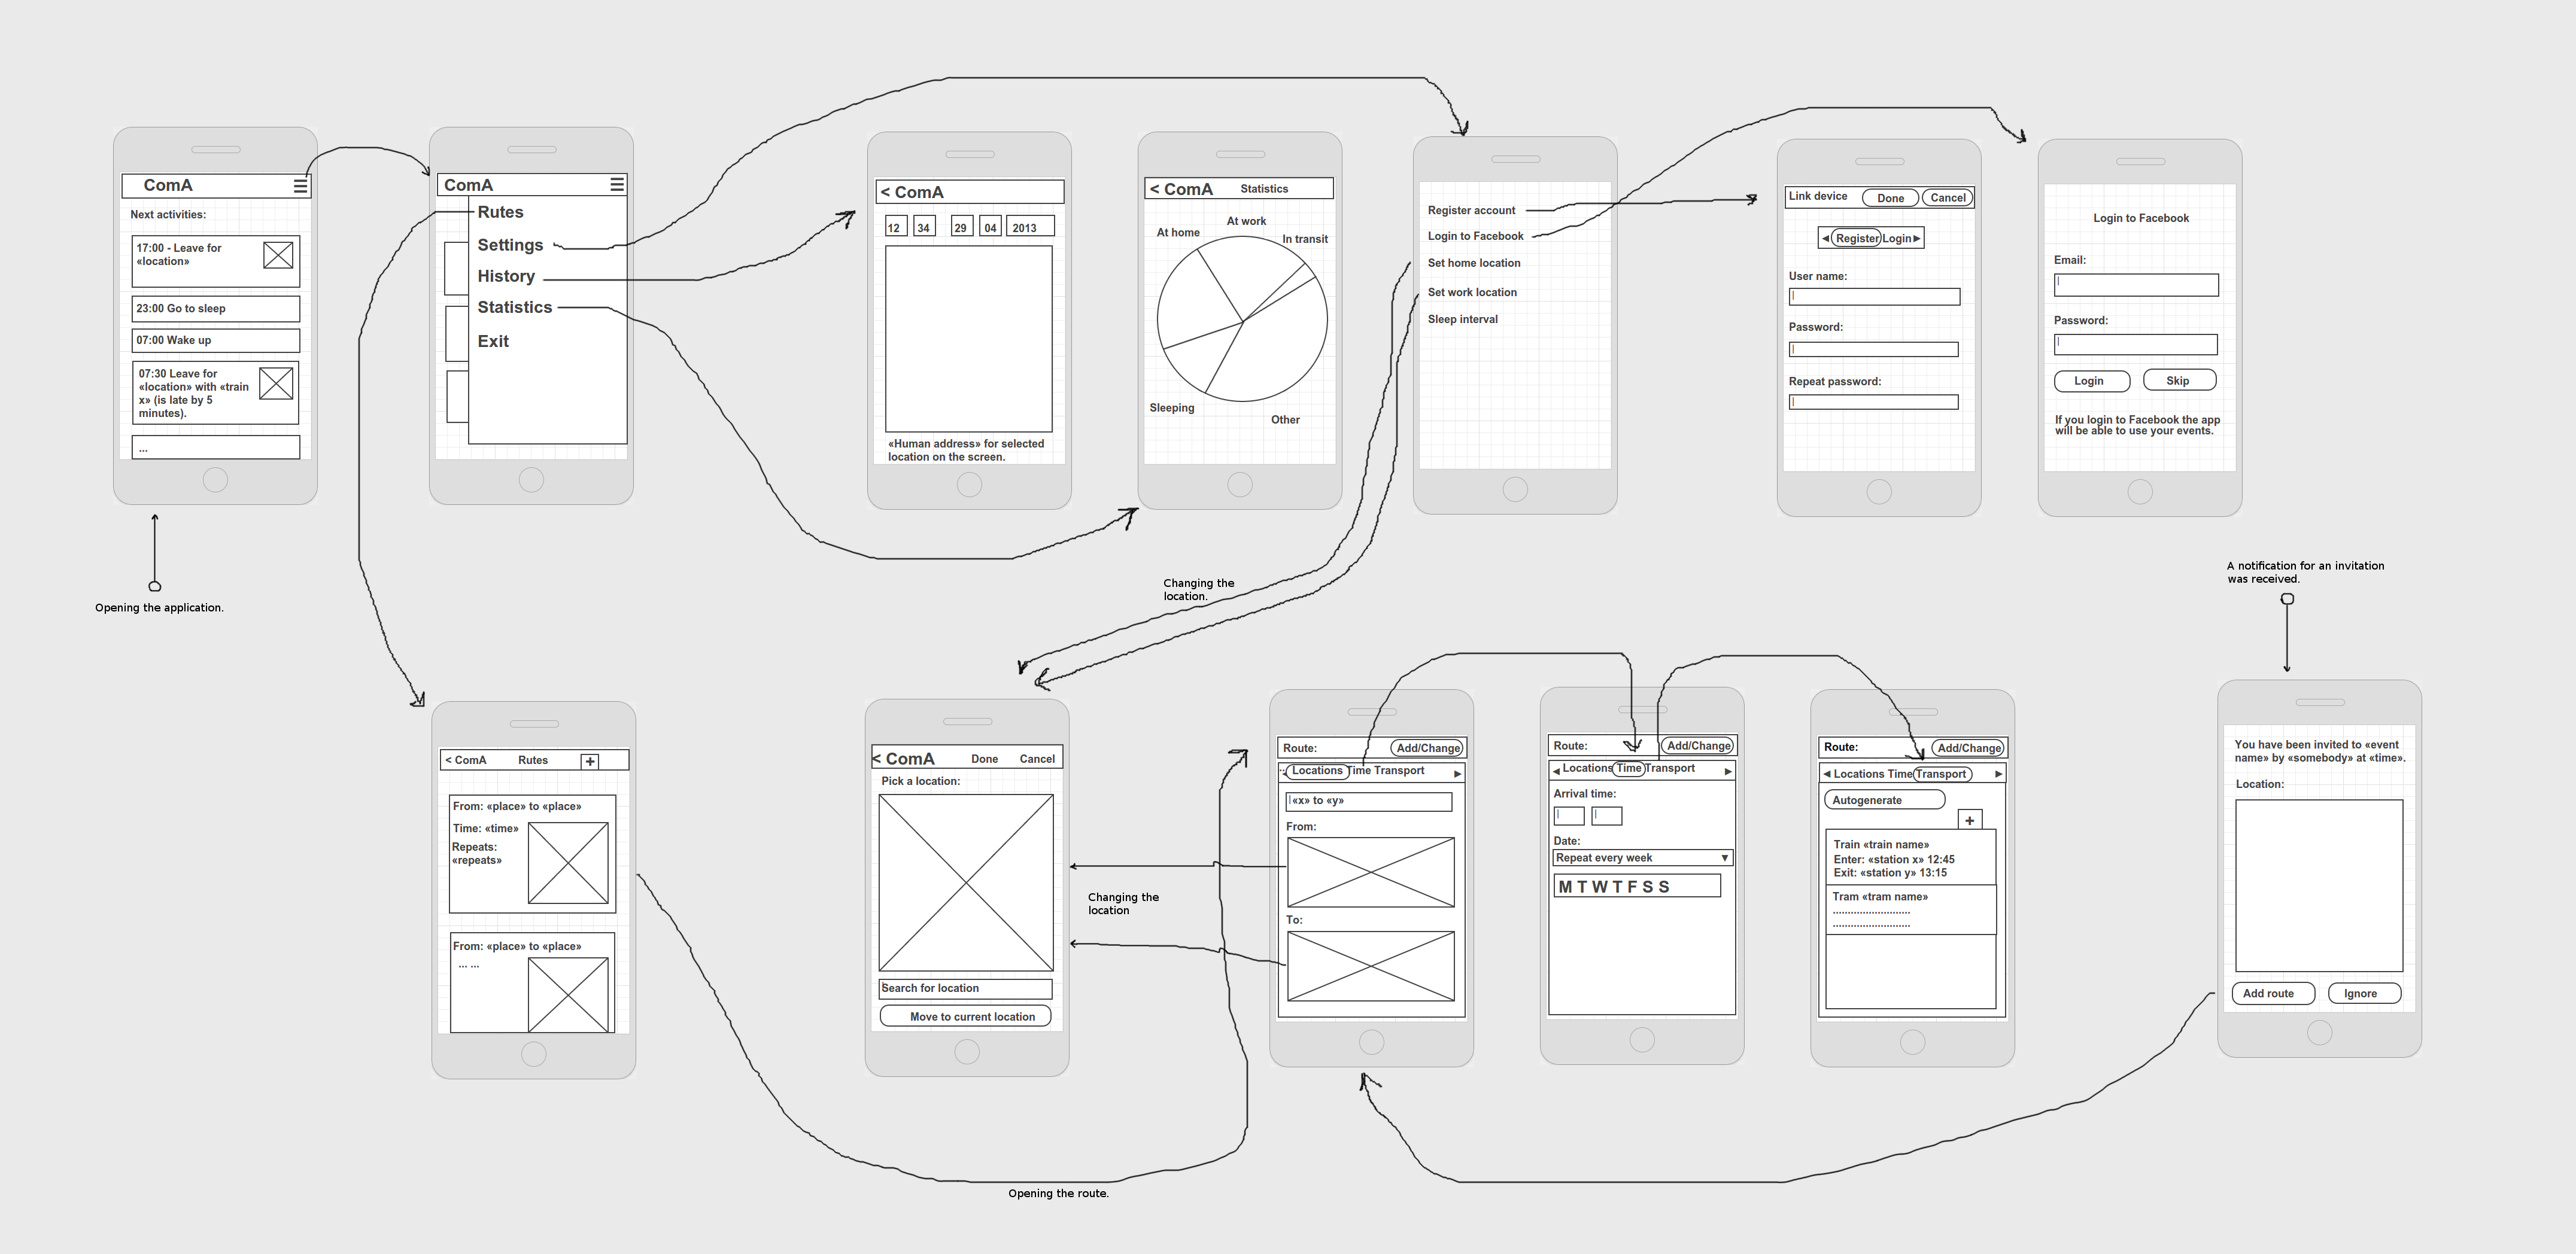 ComA
Next activities:
17:00 - Leave for
«location»
23:00 Go to sleep
07:00 Wake up
07:30 Leave for
«location» with «train
x» (is late by 5
minutes).
...
Opening the application.
ComA
Rutes
Settings
History
Statistics
Exit
< ComA
12 34 29 04 2013
«Human address» for selected
location on the screen.
< ComA Statistics
At work
At home
In transit
Sleeping
Other
Register account
Login to Facebook
Set home location
Set work location
Sleep interval
Link device Done Cancel
Register Login
User name:
Password:
Repeat password:
Login to Facebook
Email:
Password:
Login Skip
If you login to Facebook the app
will be able to use your events.
Changing the
location.
A notification for an invitation
was received.
< ComA Rutes +
From: «place» to «place»
Time: «time»
Repeats:
«repeats»
From: «place» to «place»
... ...
< ComA Done Cancel
Pick a location:
Search for location
Move to current location
Changing the
location
Route: Add/Change
Locations Time Transport
«x» to «y»
From:
To:
Route: Add/Change
Locations Time Transport
Arrival time:
Date:
Repeat every week
M T W T F S S
Route: Add/Change
Locations Time Transport
Autogenerate
+
Train «train name»
Enter: «station x» 12:45
Exit: «station y» 13:15
Tram «tram name»
..........................
..........................
You have been invited to «event
name» by «somebody» at «time».
Location:
Add route Ignore
Opening the route.